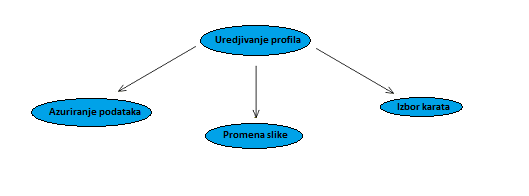 Uredjivanje profila
Azuriranje podataka
Promena slike
Izbor karata